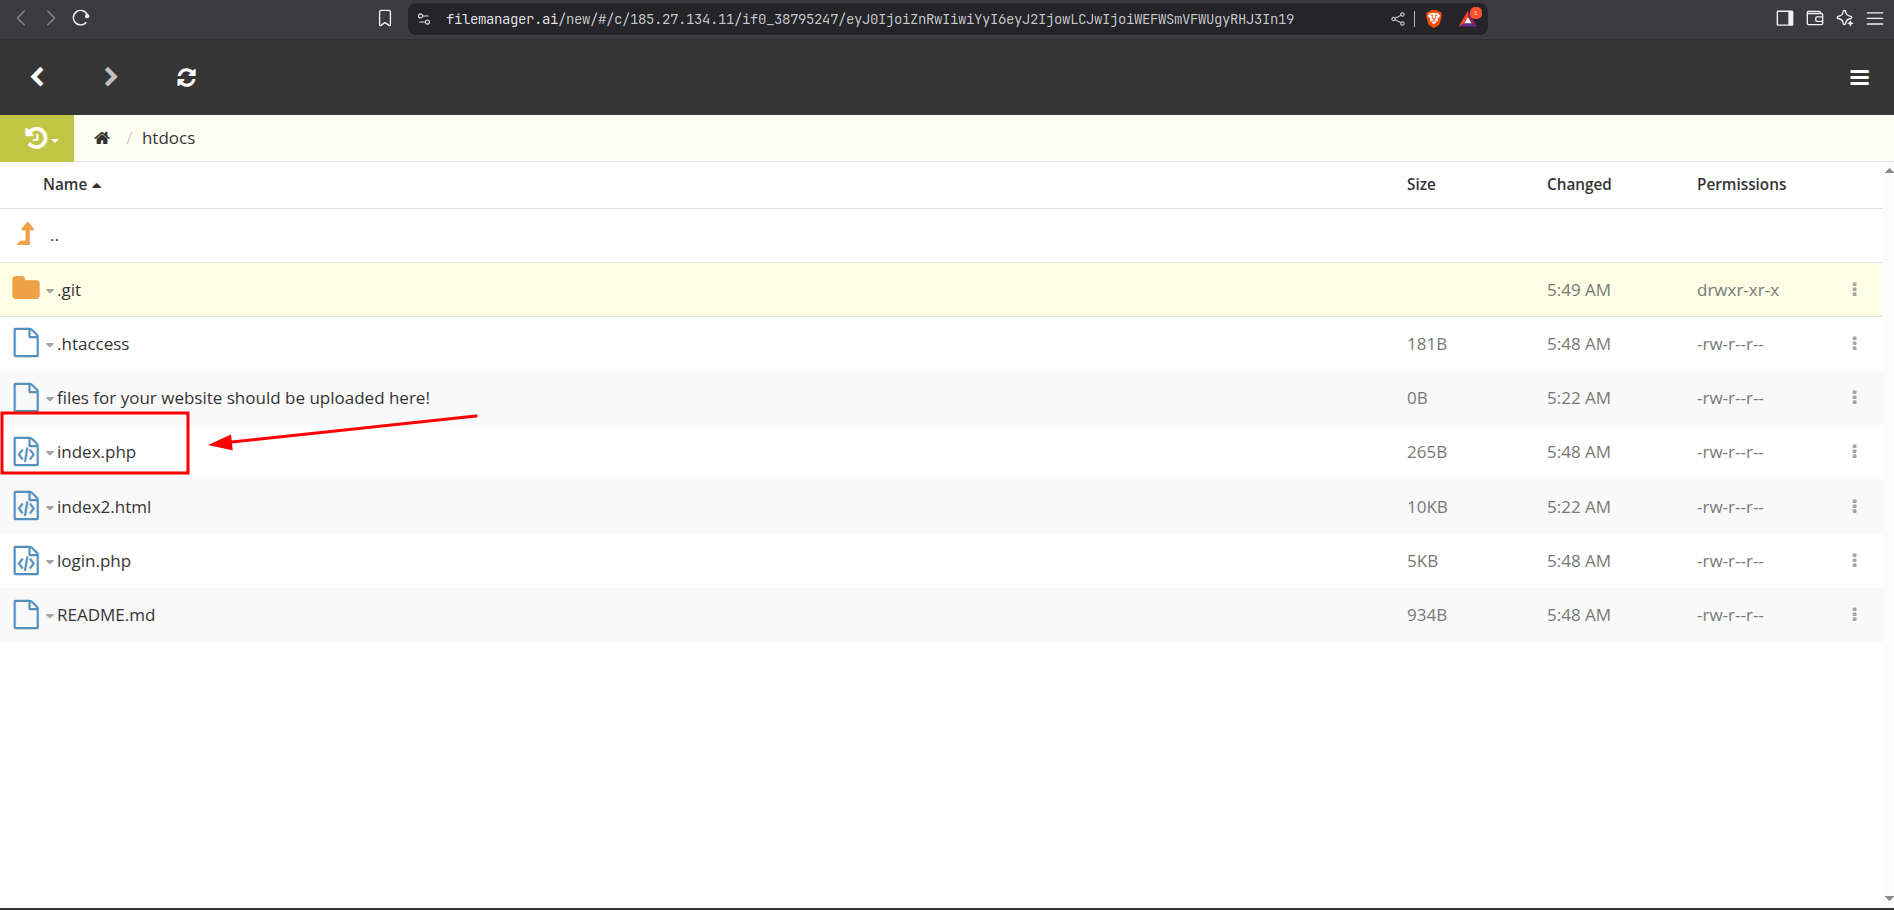 filemanager.ai/new/#/c/185.27.134.11/if0_38795247/eyJ0IjoiZnRwIiwiYyI6eyJ2IjowLCJwIjoiWEFWSmVFWUgyRHJ3In19
/ htdocs
Name Size Changed Permissions
..
.git 5:49 AM drwxr-xr-x
.htaccess 181B 5:48 AM -rw-r--r--
files for your website should be uploaded here! 0B 5:22 AM -rw-r--r--
index.php 265B 5:48 AM -rw-r--r--
index2.html 10KB 5:22 AM -rw-r--r--
login.php 5KB 5:48 AM -rw-r--r--
README.md 934B 5:48 AM -rw-r--r--